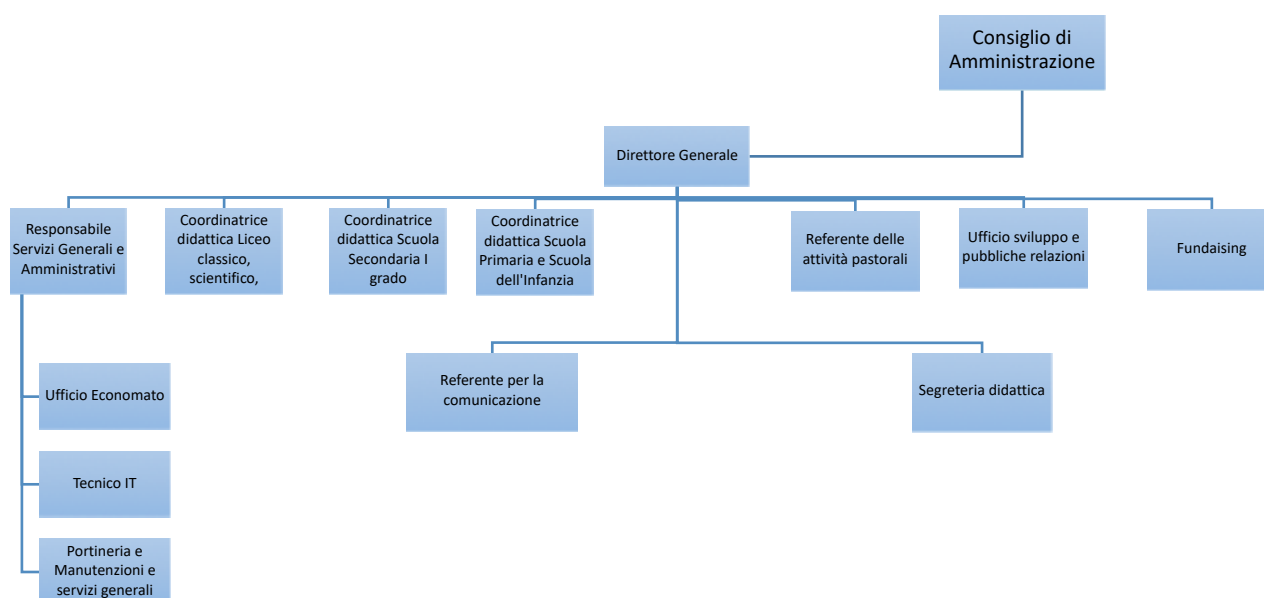 Consiglio di
Amministrazione
Direttore Generale
Responsabile
Servizi Generali e
Amministrativi
Coordinatrice
didattica Liceo
classico,
scientifico,
Coordinatrice
didattica Scuola
Secondaria I
grado
Coordinatrice
didattica Scuola
Primaria e Scuola
dell'Infanzia
Referente delle
attività pastorali
Ufficio sviluppo e
pubbliche relazioni
Fundaising
Referente per la
comunicazione
Segreteria didattica
Ufficio Economato
Tecnico IT
Portineria e
Manutenzioni e
servizi generali